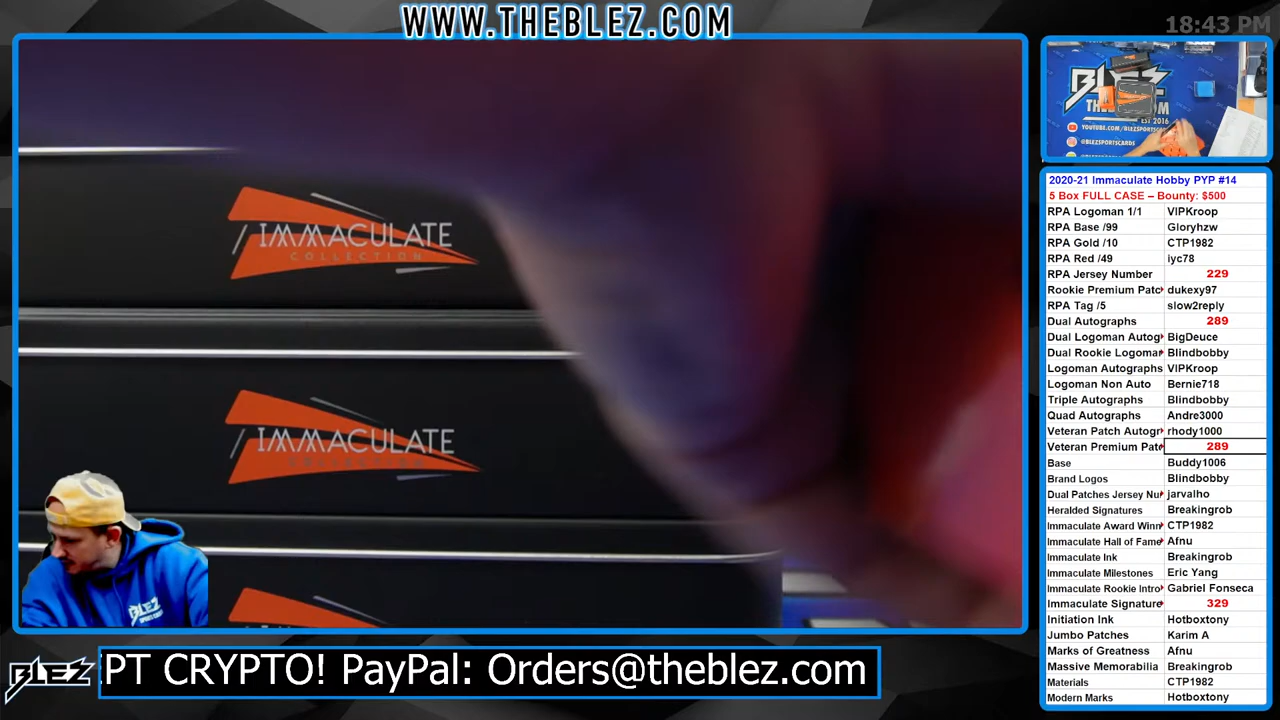 WWW.THEBLEZ.COM
18:43 PM
IMMACULATE
COLLECTION
IMMACULATE
BLEZ
EST 2016
2020-21 Immaculate Hobby PYP #14
5 Box FULL CASE – Bounty: $500
RPA Logoman 1/1 VIPKroop
RPA Base /99 Gloryhzw
RPA Gold /10 CTP1982
RPA Red /49 iyc78
RPA Jersey Number 229
Rookie Premium Patc dukexy97
RPA Tag /5 slow2reply
Dual Autographs 289
Dual Logoman Autog BigDeuce
Dual Rookie Logomar Blindbobby
Logoman Autographs VIPKroop
Logoman Non Auto Bernie718
Triple Autographs Blindbobby
Quad Autographs Andre3000
Veteran Patch Autogr rhody1000
Veteran Premium Pat 289
Base Buddy1006
Brand Logos Blindbobby
Dual Patches Jersey Nu jarvalho
Heralded Signatures Breakingrob
Immaculate Award Winn CTP1982
Immaculate Hall of Fame Afnu
Immaculate Ink Breakingrob
Immaculate Milestones Eric Yang
Immaculate Rookie Intro Gabriel Fonseca
Immaculate Signature 329
Initiation Ink Hotboxtony
Jumbo Patches Karim A
Marks of Greatness Afnu
Massive Memorabilia Breakingrob
Materials CTP1982
Modern Marks Hotboxtony
BLEZ
BLEZ
PT CRYPTO! PayPal: Orders@theblez.com